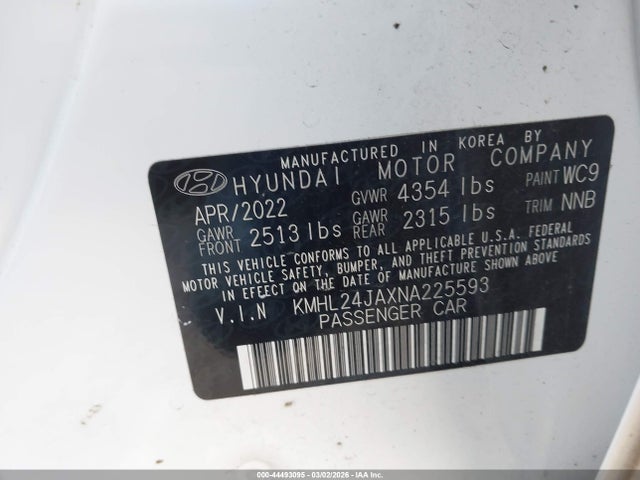 MANUFACTURED IN KOREA BY
HYUNDAI MOTOR COMPANY
APR/2022 GVWR 4354 lbs PAINT WC9
GAWR FRONT 2513 lbs GAWR REAR 2315 lbs TRIM NNB
THIS VEHICLE CONFORMS TO ALL APPLICABLE U.S.A. FEDERAL
MOTOR VEHICLE SAFETY, BUMPER, AND THEFT PREVENTION STANDARDS
IN EFFECT ON THE DATE OF MANUFACTURE SHOWN ABOVE
V.I.N KMHL24JAXNA225593
PASSENGER CAR
000-44493095 - 03/02/2026 - IAAI.CA